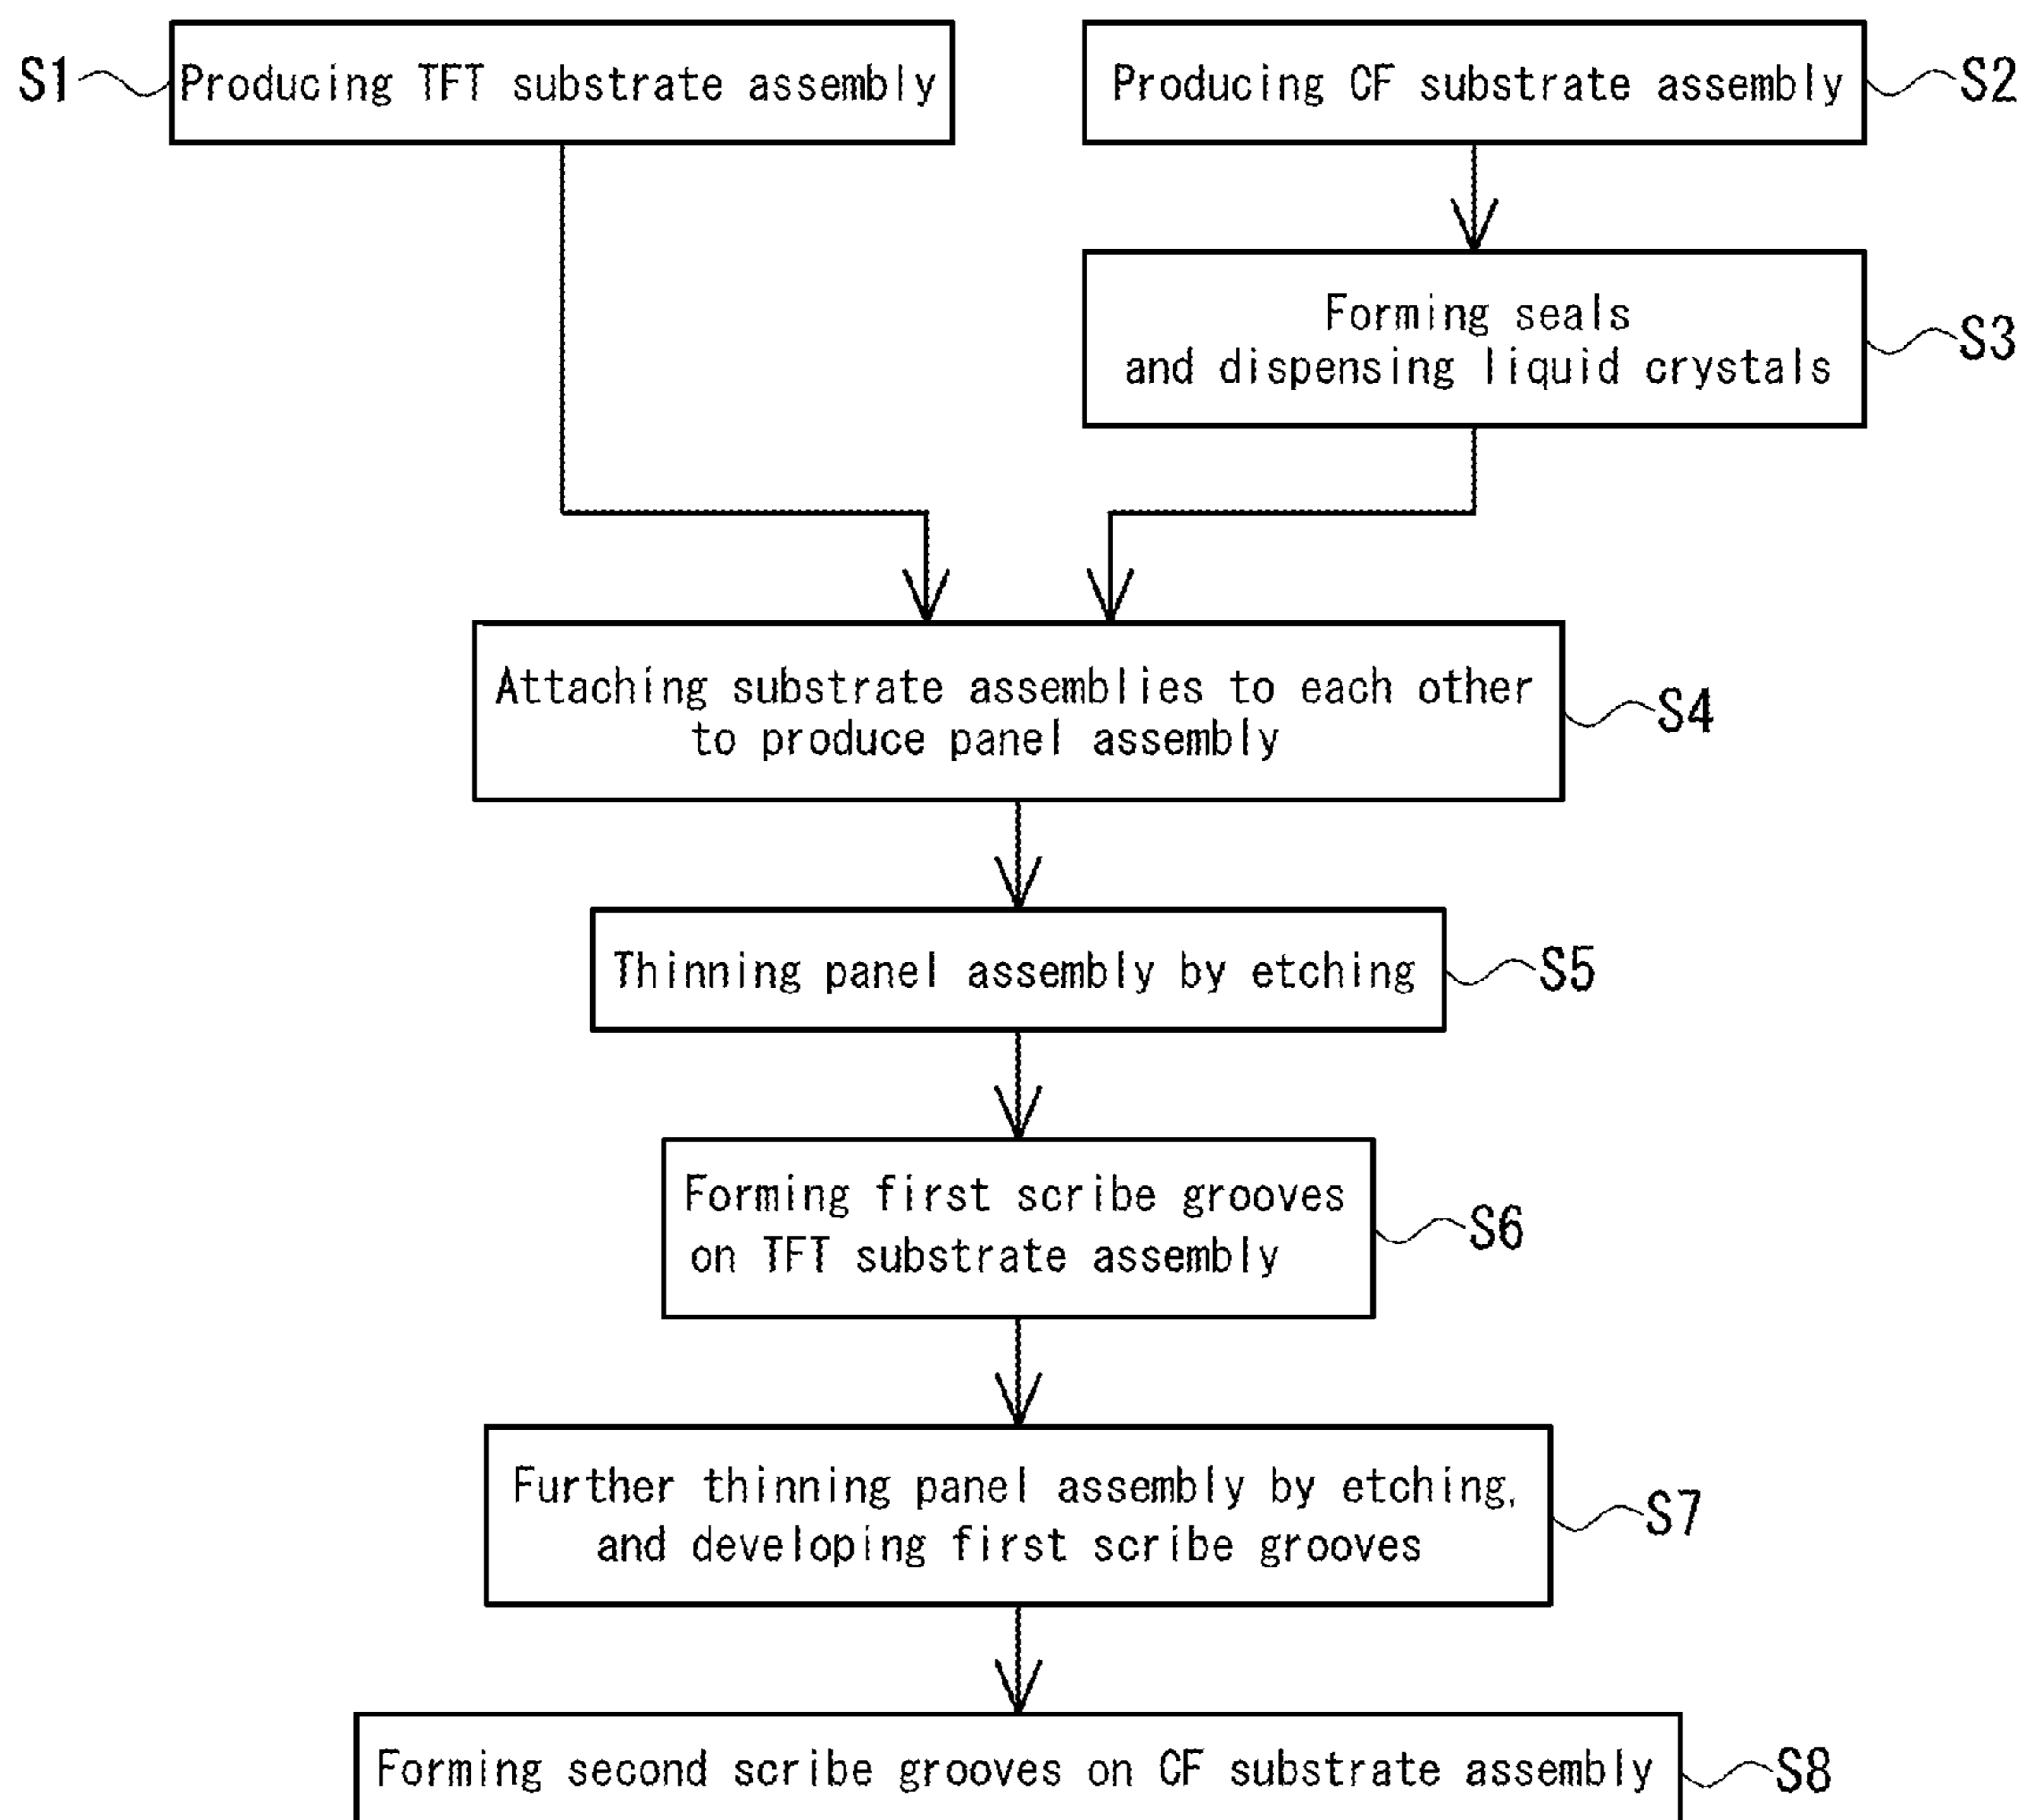 S1
Producing TFT substrate assembly
Producing CF substrate assembly
S2
Forming seals
and dispensing liquid crystals
S3
Attaching substrate assemblies to each other
to produce panel assembly
S4
Thinning panel assembly by etching
S5
Forming first scribe grooves
on TFT substrate assembly
S6
Further thinning panel assembly by etching,
and developing first scribe grooves
S7
Forming second scribe grooves on CF substrate assembly
S8